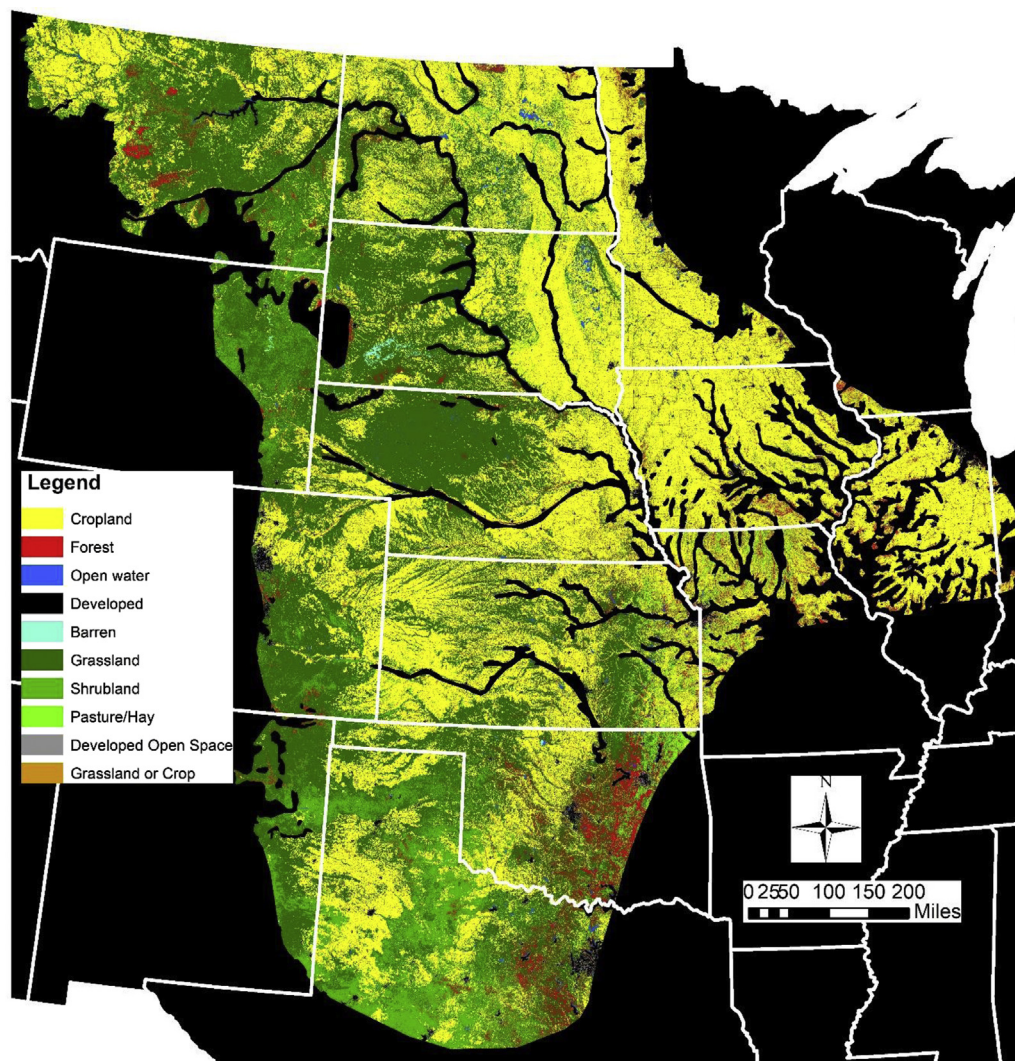 Legend
Cropland
Forest
Open water
Developed
Barren
Grassland
Shrubland
Pasture/Hay
Developed Open Space
Grassland or Crop
N
0 25 50 100 150 200
Miles